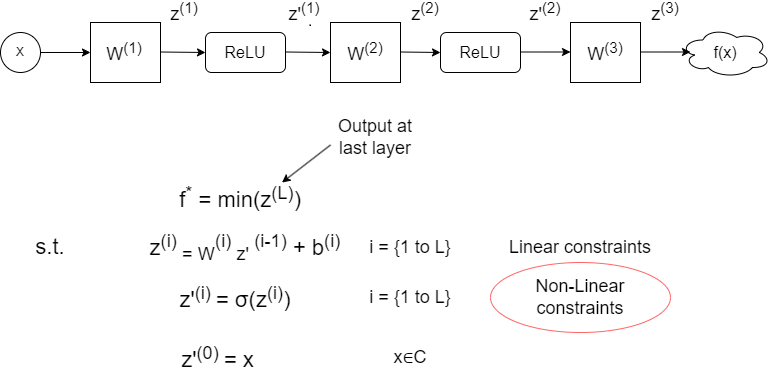 z(1) z'(1) z(2) z'(2) z(3)
x W(1) ReLU W(2) ReLU W(3) f(x)
Output at
last layer
f* = min(z(L))
s.t. z(i) = W(i) z' (i-1) + b(i) i = {1 to L} Linear constraints
z'(i) = σ(z(i)) i = {1 to L} Non-Linear
constraints
z'(0) = x x∈C